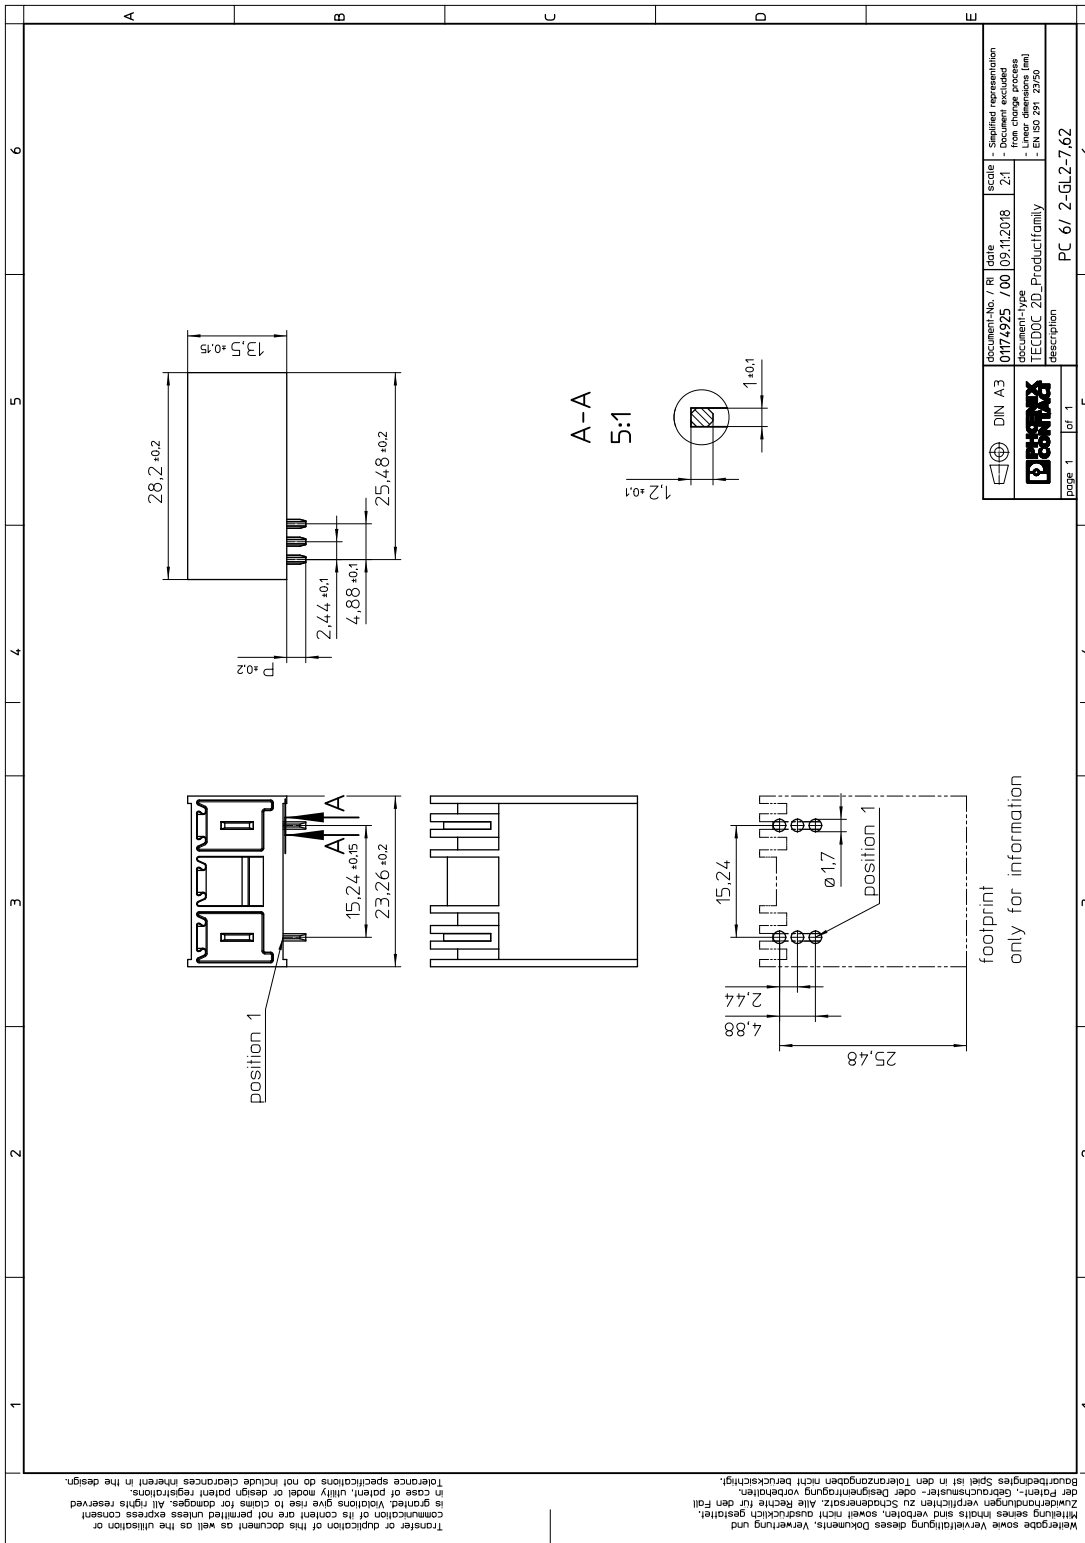 A
B
C
D
E
6
5
4
3
2
1
28,2 ±0,2
13,5 ±0,15
25,48 ±0,2
2,44 ±0,1
4,88 ±0,1
P ±0,2
A-A
5:1
1,2 ±0,1
1 ±0,1
A
A
15,24 ±0,15
23,26 ±0,2
position 1
15,24
ø 1,7
position 1
2,44
4,88
25,48
footprint
only for information
DIN A3
PHOENIX
CONTACT
page 1
of 1
document-No. / RI
01174925 / 00
date
09.11.2018
scale
2:1
document-type
TECDOC 2D_Productfamily
description
PC 6/ 2-GL2-7,62
- Simplified representation
- Document excluded
from change process
- Linear dimensions [mm]
- EN ISO 291 23/50
Transfer or duplication of this document as well as the utilisation or
communication of its content are not permitted unless express consent
is granted. Violations give rise to claims for damages. All rights reserved
in case of patent, utility model or design patent registrations.
Tolerance specifications do not include clearances inherent in the design.
Weitergabe sowie Vervielfältigung dieses Dokuments, Verwertung und
Mitteilung seines Inhalts sind verboten, soweit nicht ausdrücklich gestattet.
Zuwiderhandlungen verpflichten zu Schadenersatz. Alle Rechte für den Fall
der Patent-, Gebrauchsmuster- oder Designeintragung vorbehalten.
Bauartbedingtes Spiel ist in den Toleranzangaben nicht berücksichtigt.